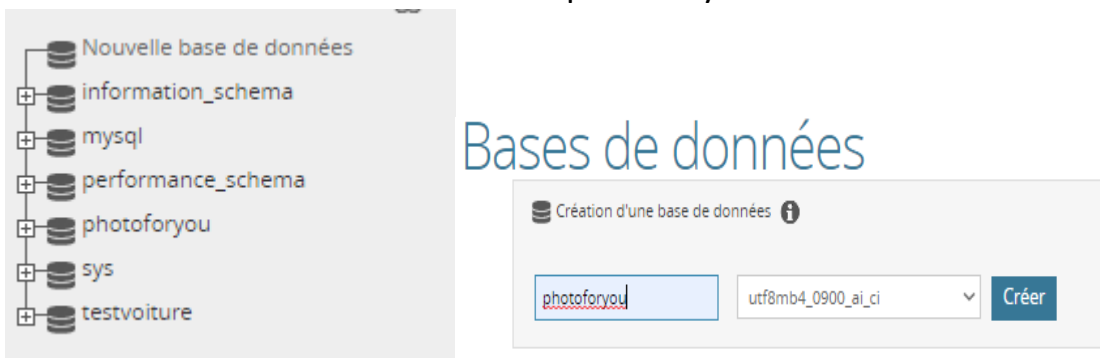 Nouvelle base de données
information_schema
mysql
performance_schema
photoforyou
sys
testvoiture
Bases de données
Création d'une base de données
photoforyou
utf8mb4_0900_ai_ci
Créer